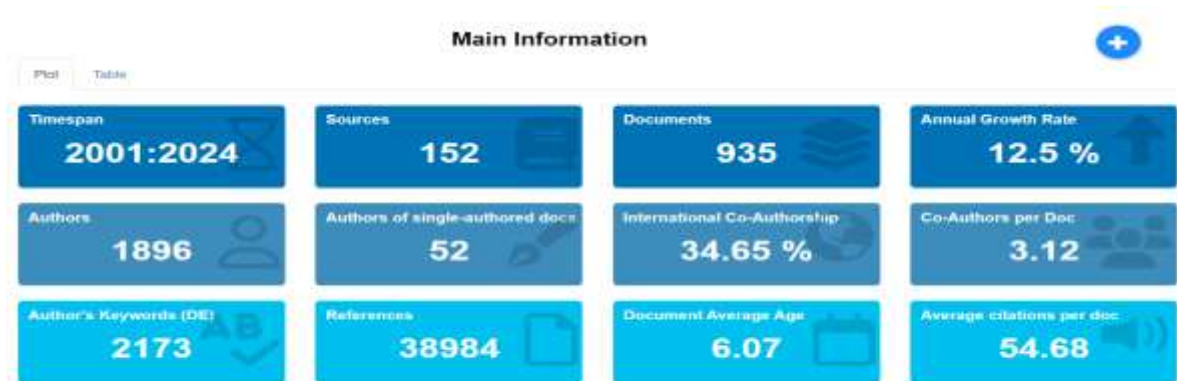 Main Information
Plot Table
Timespan
2001:2024
Sources
152
Documents
935
Annual Growth Rate
12.5 %
Authors
1896
Authors of single-authored docs
52
International Co-Authorship
34.65 %
Co-Authors per Doc
3.12
Author's Keywords (DE)
2173
References
38984
Document Average Age
6.07
Average citations per doc
54.68